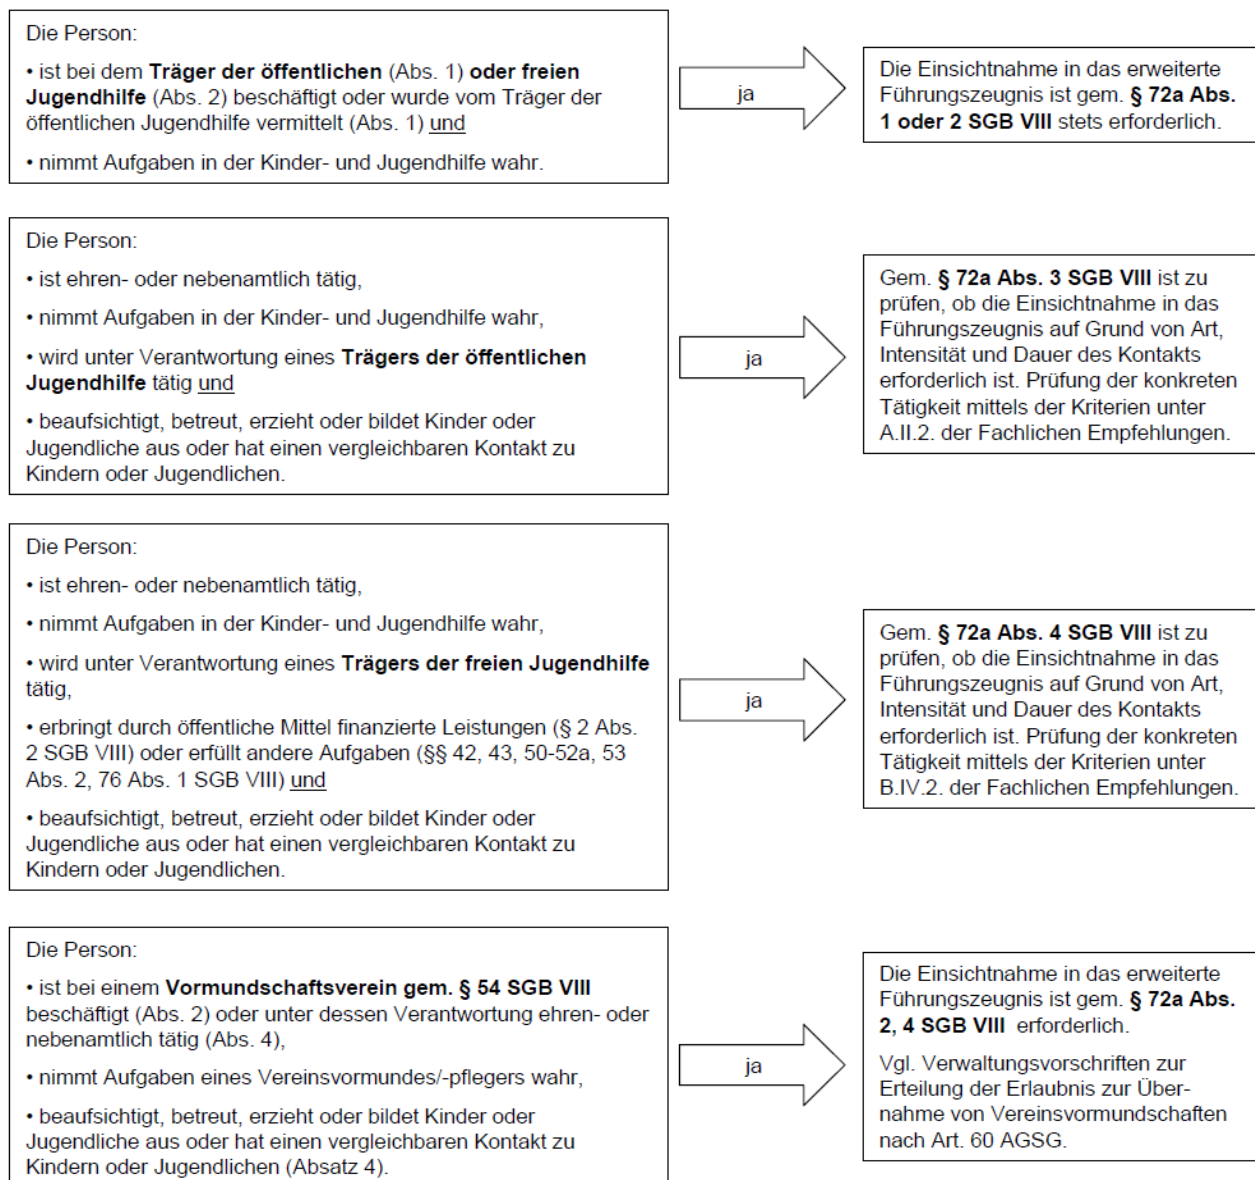 Die Person:
• ist bei dem Träger der öffentlichen (Abs. 1) oder freien
Jugendhilfe (Abs. 2) beschäftigt oder wurde vom Träger der
öffentlichen Jugendhilfe vermittelt (Abs. 1) und
• nimmt Aufgaben in der Kinder- und Jugendhilfe wahr.
ja
Die Einsichtnahme in das erweiterte
Führungszeugnis ist gem. § 72a Abs.
1 oder 2 SGB VIII stets erforderlich.
Die Person:
• ist ehren- oder nebenamtlich tätig,
• nimmt Aufgaben in der Kinder- und Jugendhilfe wahr,
• wird unter Verantwortung eines Trägers der öffentlichen
Jugendhilfe tätig und
• beaufsichtigt, betreut, erzieht oder bildet Kinder oder
Jugendliche aus oder hat einen vergleichbaren Kontakt zu
Kindern oder Jugendlichen.
ja
Gem. § 72a Abs. 3 SGB VIII ist zu
prüfen, ob die Einsichtnahme in das
Führungszeugnis auf Grund von Art,
Intensität und Dauer des Kontakts
erforderlich ist. Prüfung der konkreten
Tätigkeit mittels der Kriterien unter
A.II.2. der Fachlichen Empfehlungen.
Die Person:
• ist ehren- oder nebenamtlich tätig,
• nimmt Aufgaben in der Kinder- und Jugendhilfe wahr,
• wird unter Verantwortung eines Trägers der freien Jugendhilfe
tätig,
• erbringt durch öffentliche Mittel finanzierte Leistungen (§ 2 Abs.
2 SGB VIII) oder erfüllt andere Aufgaben (§§ 42, 43, 50-52a, 53
Abs. 2, 76 Abs. 1 SGB VIII) und
• beaufsichtigt, betreut, erzieht oder bildet Kinder oder
Jugendliche aus oder hat einen vergleichbaren Kontakt zu
Kindern oder Jugendlichen.
ja
Gem. § 72a Abs. 4 SGB VIII ist zu
prüfen, ob die Einsichtnahme in das
Führungszeugnis auf Grund von Art,
Intensität und Dauer des Kontakts
erforderlich ist. Prüfung der konkreten
Tätigkeit mittels der Kriterien unter
B.IV.2. der Fachlichen Empfehlungen.
Die Person:
• ist bei einem Vormundschaftsverein gem. § 54 SGB VIII
beschäftigt (Abs. 2) oder unter dessen Verantwortung ehren- oder
nebenamtlich tätig (Abs. 4),
• nimmt Aufgaben eines Vereinsvormundes/-pflegers wahr,
• beaufsichtigt, betreut, erzieht oder bildet Kinder oder
Jugendliche aus oder hat einen vergleichbaren Kontakt zu
Kindern oder Jugendlichen (Absatz 4).
ja
Die Einsichtnahme in das erweiterte
Führungszeugnis ist gem. § 72a Abs.
2, 4 SGB VIII erforderlich.
Vgl. Verwaltungsvorschriften zur
Erteilung der Erlaubnis zur Über-
nahme von Vereinsvormundschaften
nach Art. 60 AGSG.